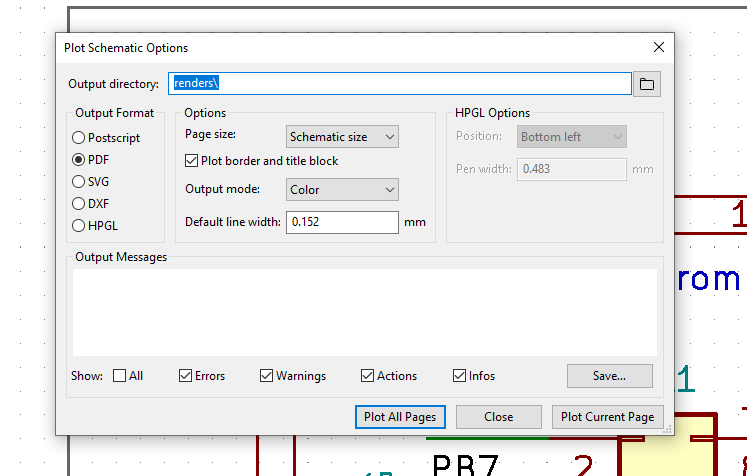 Plot Schematic Options
Output directory: renders\
Output Format
Postscript
PDF
SVG
DXF
HPGL
Options
Page size: Schematic size
Plot border and title block
Output mode: Color
Default line width: 0.152 mm
HPGL Options
Position: Bottom left
Pen width: 0.483 mm
Output Messages
Show: All Errors Warnings Actions Infos Save...
Plot All Pages Close Plot Current Page
1
rom
1
PB7 2